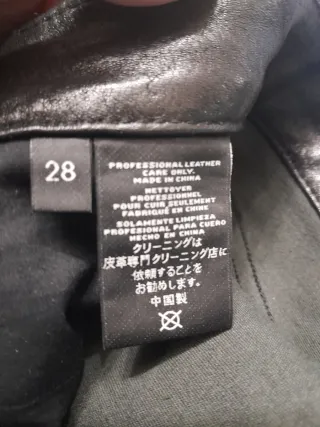 28
PROFESSIONAL LEATHER
CARE ONLY.
MADE IN CHINA
NETTOYER
PROFESSIONNEL
POUR CUIR SEULEMENT
FABRIQUÉ EN CHINE
SOLAMENTE LIMPIEZA
PROFESIONAL PARA CUERO
HECHO EN CHINA
クリーニングは
皮革専門クリーニング店に
依頼することを
お勧めします。
中国製